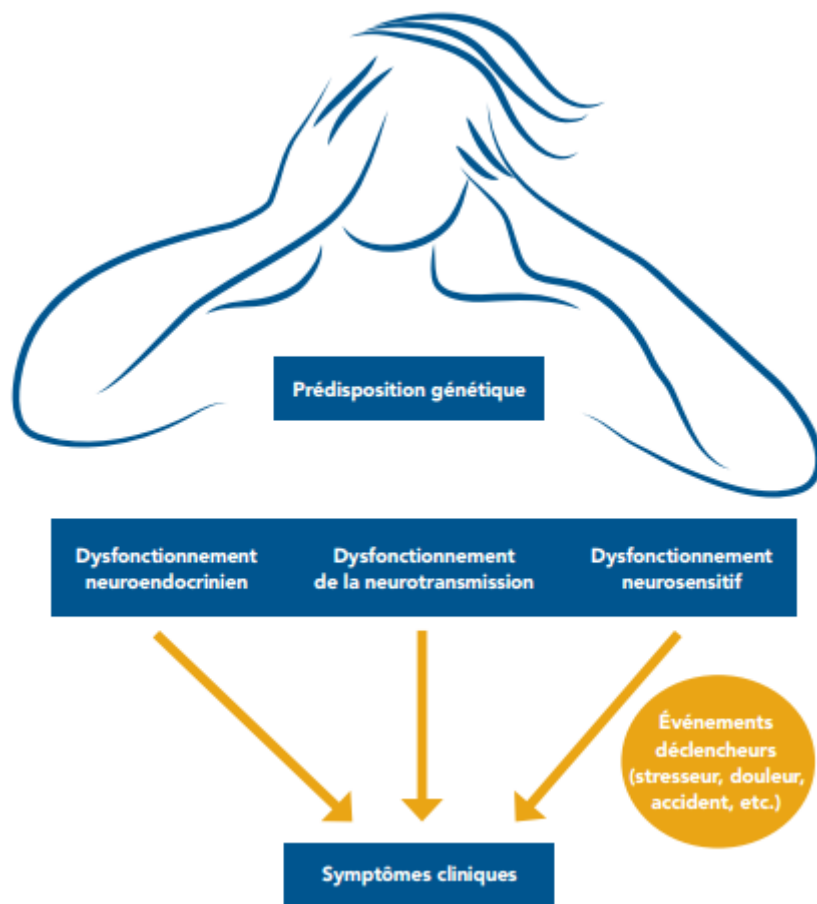 Prédisposition génétique
Dysfonctionnement
neuroendocrinien
Dysfonctionnement
de la neurotransmission
Dysfonctionnement
neurosensitif
Événements
déclencheurs
(stresseur, douleur,
accident, etc.)
Symptômes cliniques